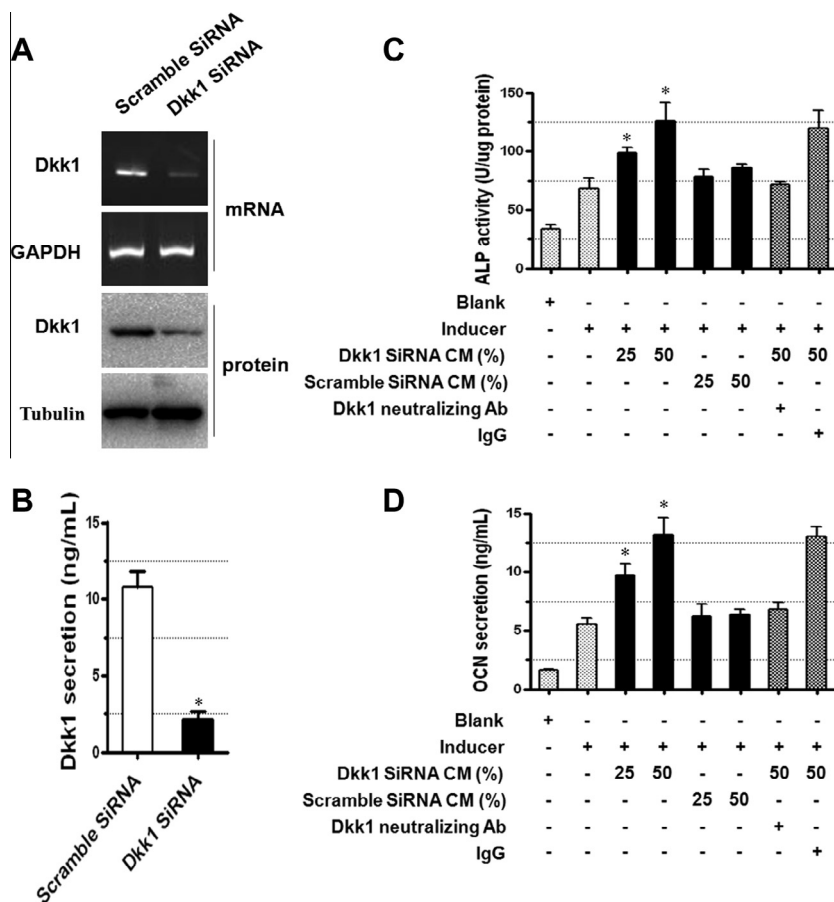 A
Scramble SiRNA
Dkk1 SiRNA
Dkk1
GAPDH
mRNA
Dkk1
Tubulin
protein
B
Dkk1 secretion (ng/mL)
15
10
5
0
*
Scramble SiRNA
Dkk1 SiRNA
C
ALP activity (U/ug protein)
150
100
50
0
* *
Blank + - - - - - - -
Inducer - + + + + + + +
Dkk1 SiRNA CM (%) - - 25 50 - - 50 50
Scramble SiRNA CM (%) - - - - 25 50 - -
Dkk1 neutralizing Ab - - - - - - + -
IgG - - - - - - - +
D
OCN secretion (ng/mL)
15
10
5
0
* *
Blank + - - - - - - -
Inducer - + + + + + + +
Dkk1 SiRNA CM (%) - - 25 50 - - 50 50
Scramble SiRNA CM (%) - - - - 25 50 - -
Dkk1 neutralizing Ab - - - - - - + -
IgG - - - - - - - +